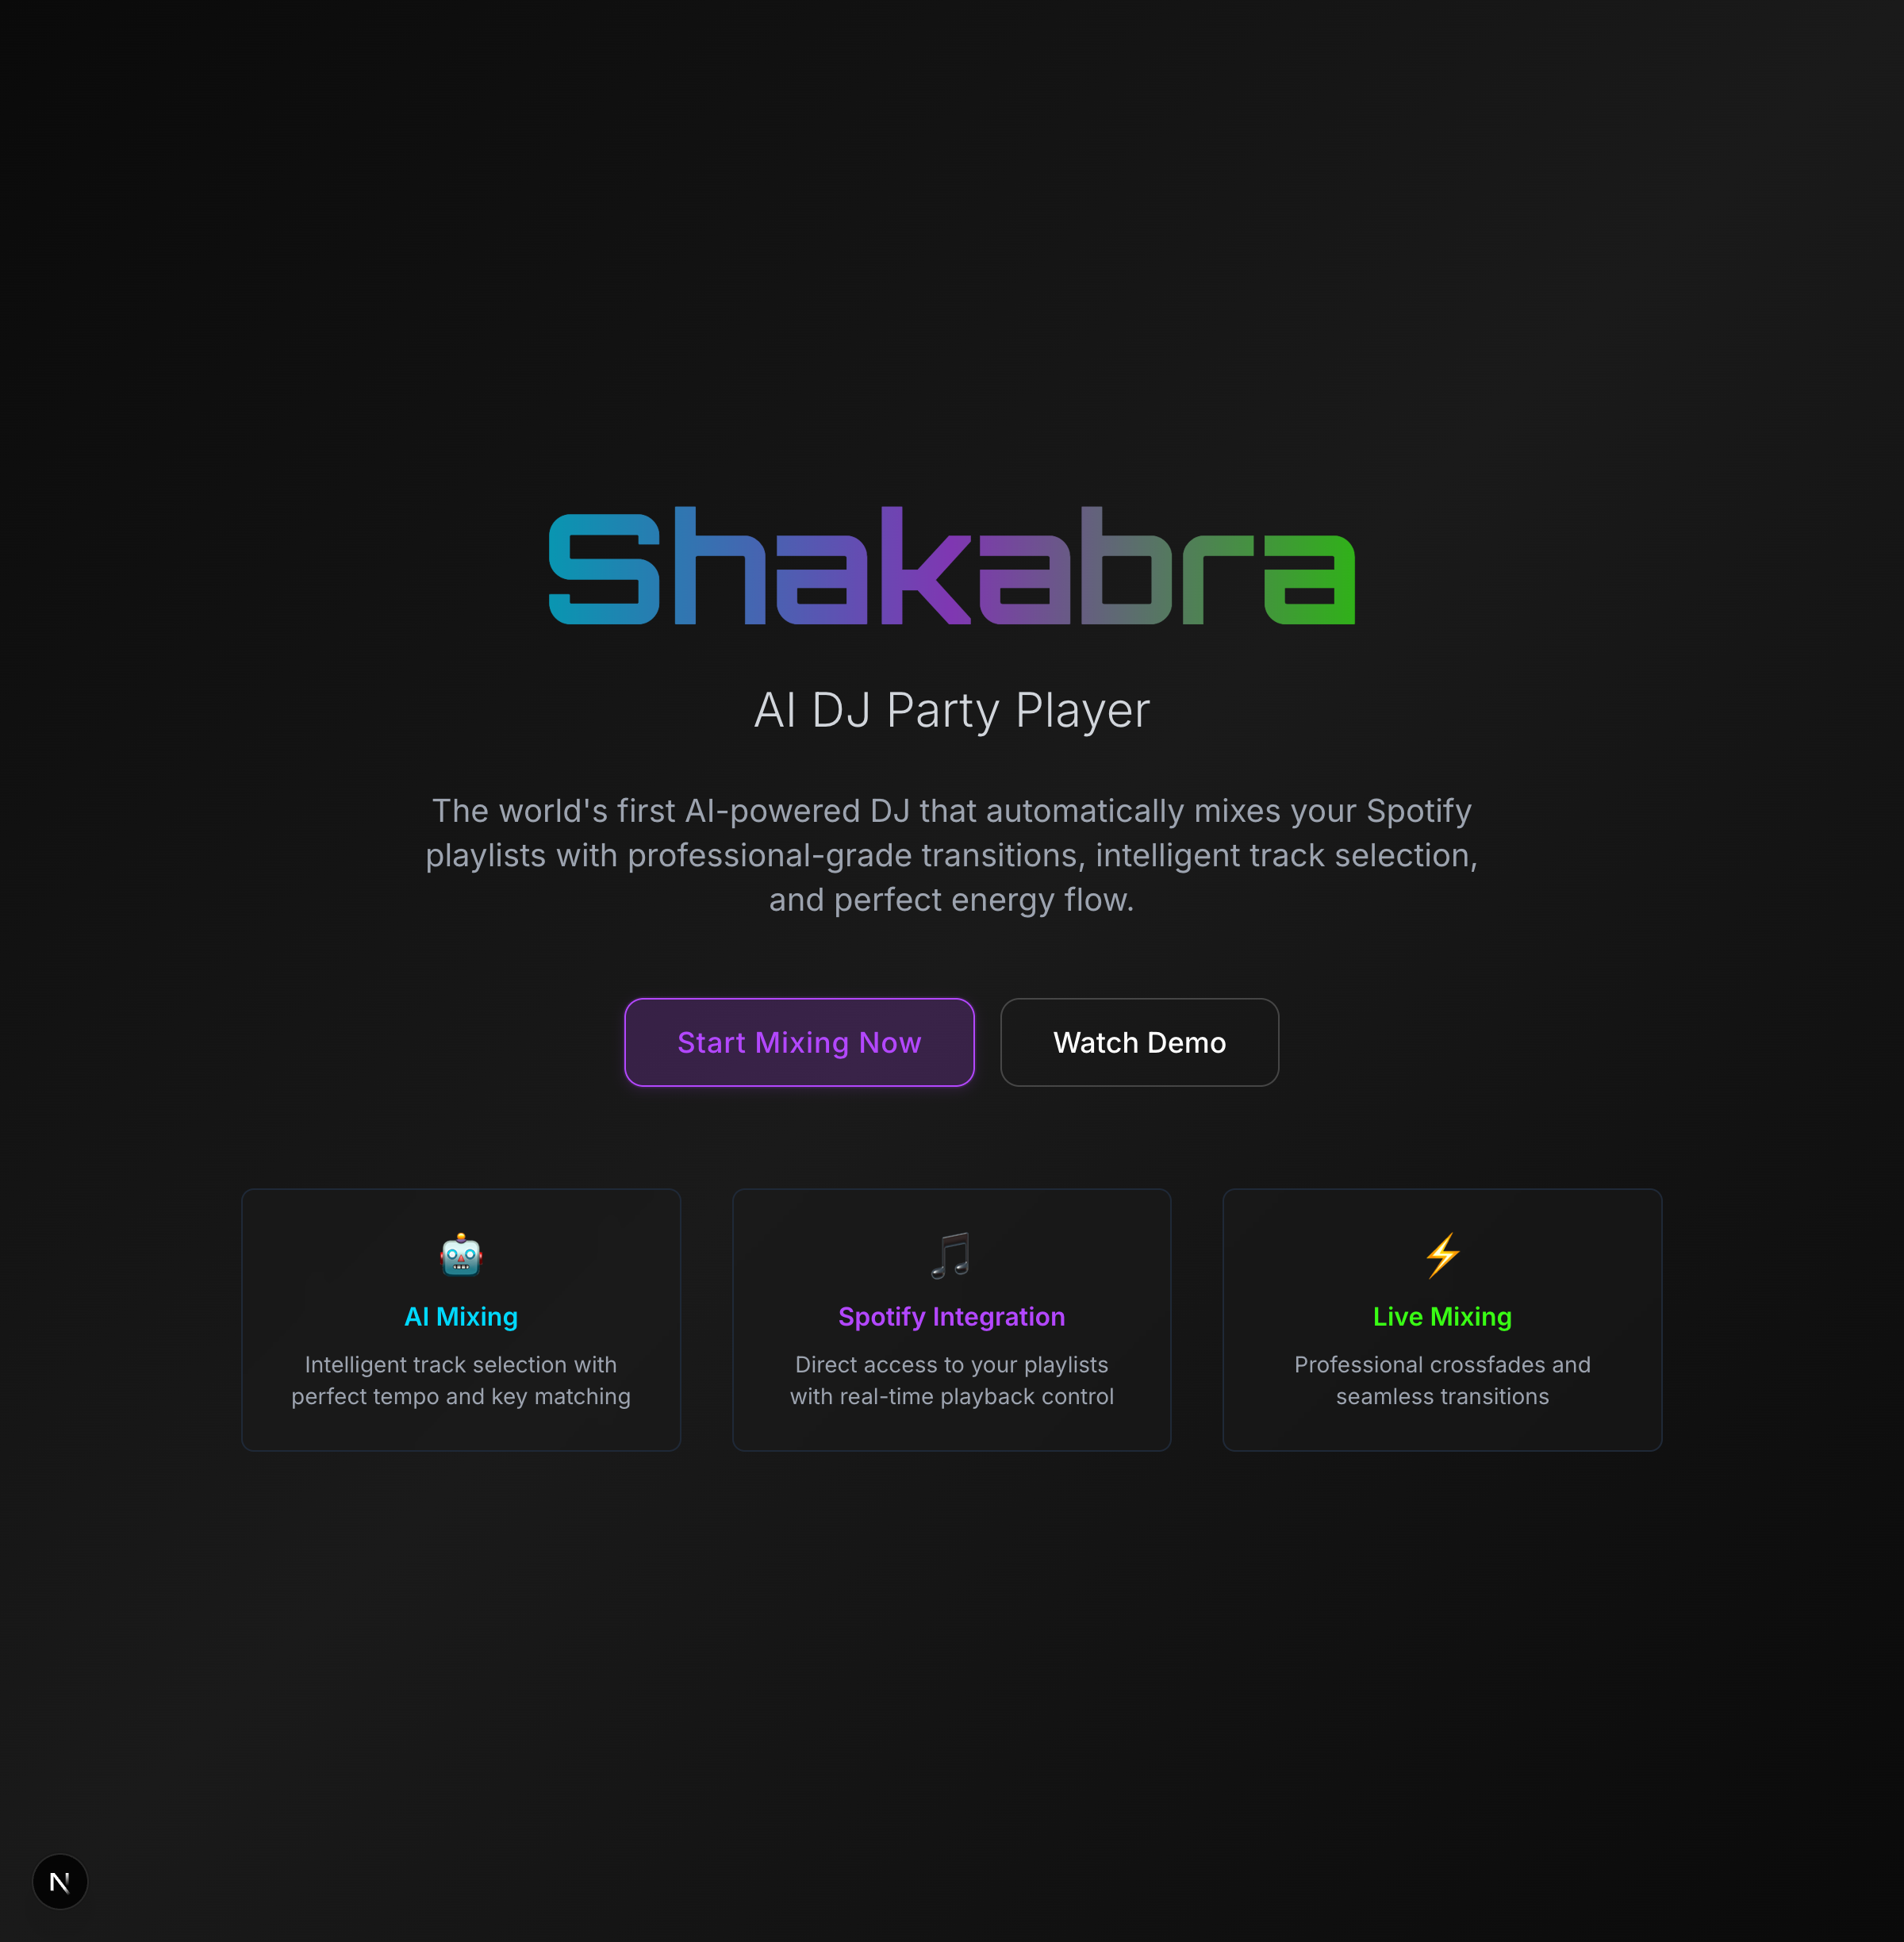 Shakabra
AI DJ Party Player
The world's first AI-powered DJ that automatically mixes your Spotify
playlists with professional-grade transitions, intelligent track selection,
and perfect energy flow.
Start Mixing Now
Watch Demo
AI Mixing
Intelligent track selection with
perfect tempo and key matching
Spotify Integration
Direct access to your playlists
with real-time playback control
Live Mixing
Professional crossfades and
seamless transitions
N